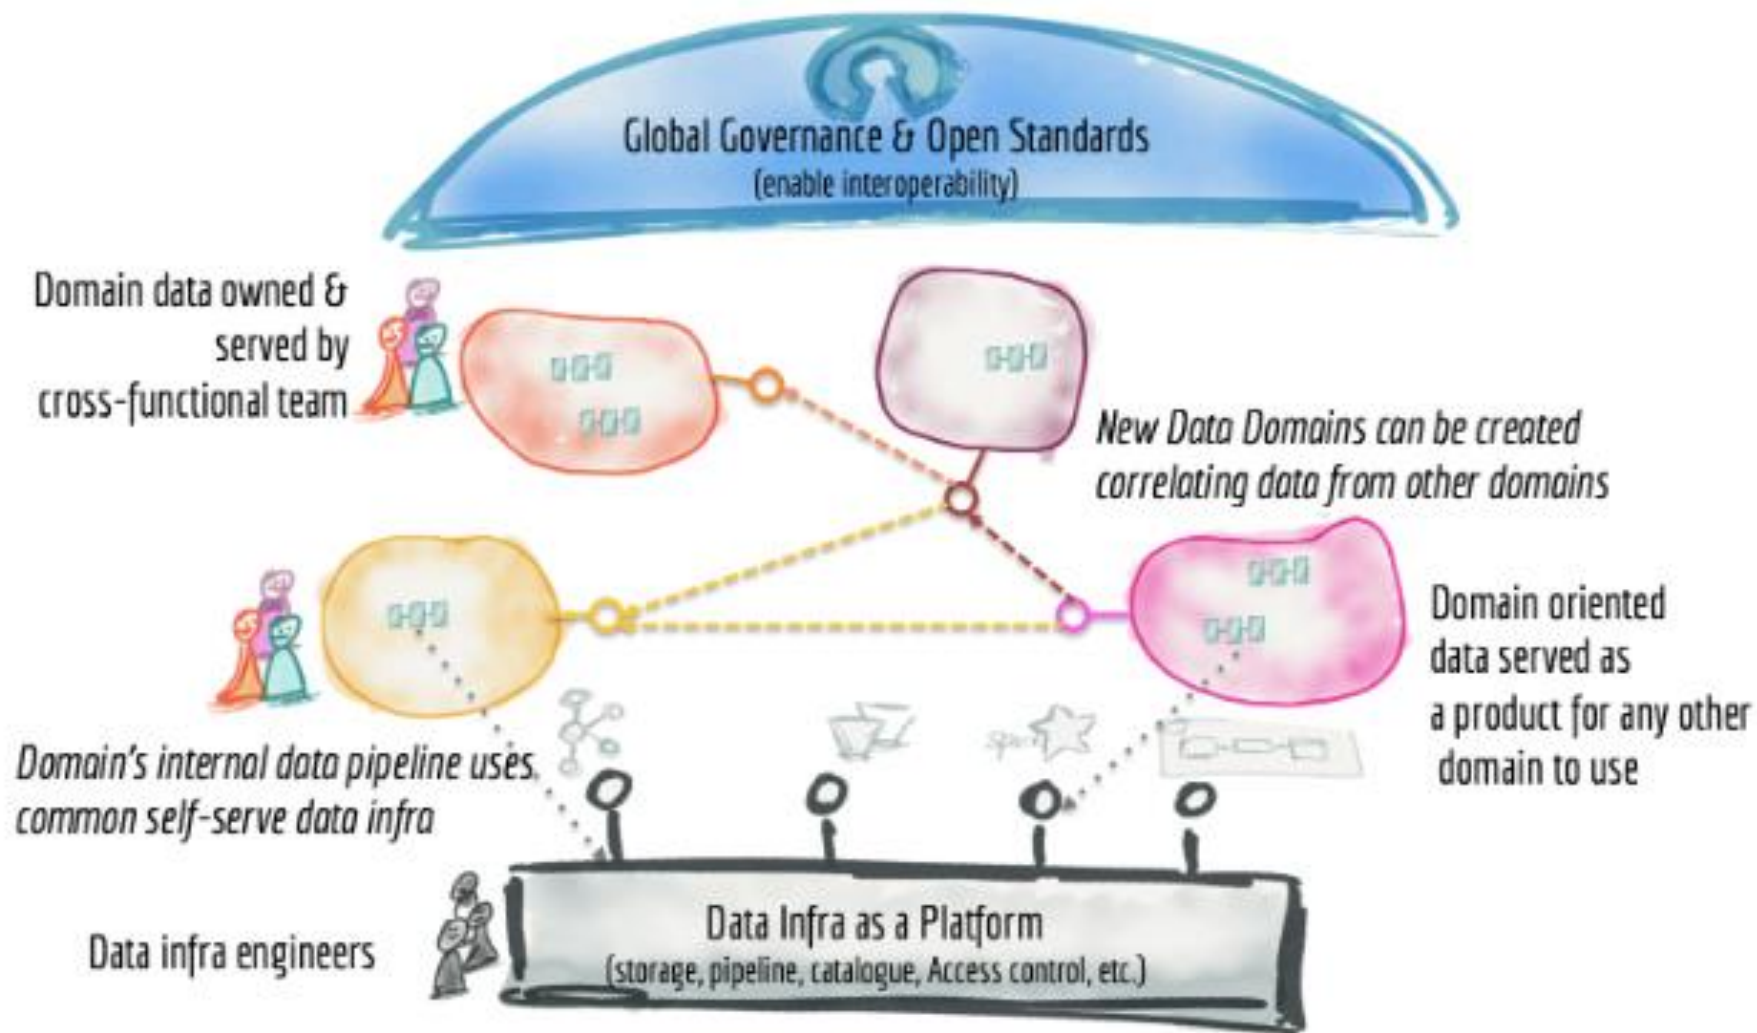 Global Governance & Open Standards
(enable interoperability)
Domain data owned &
served by
cross-functional team
New Data Domains can be created
correlating data from other domains
Domain oriented
data served as
a product for any other
domain to use
Domain's internal data pipeline uses
common self-serve data infra
Data infra engineers
Data Infra as a Platform
(storage, pipeline, catalogue, Access control, etc.)